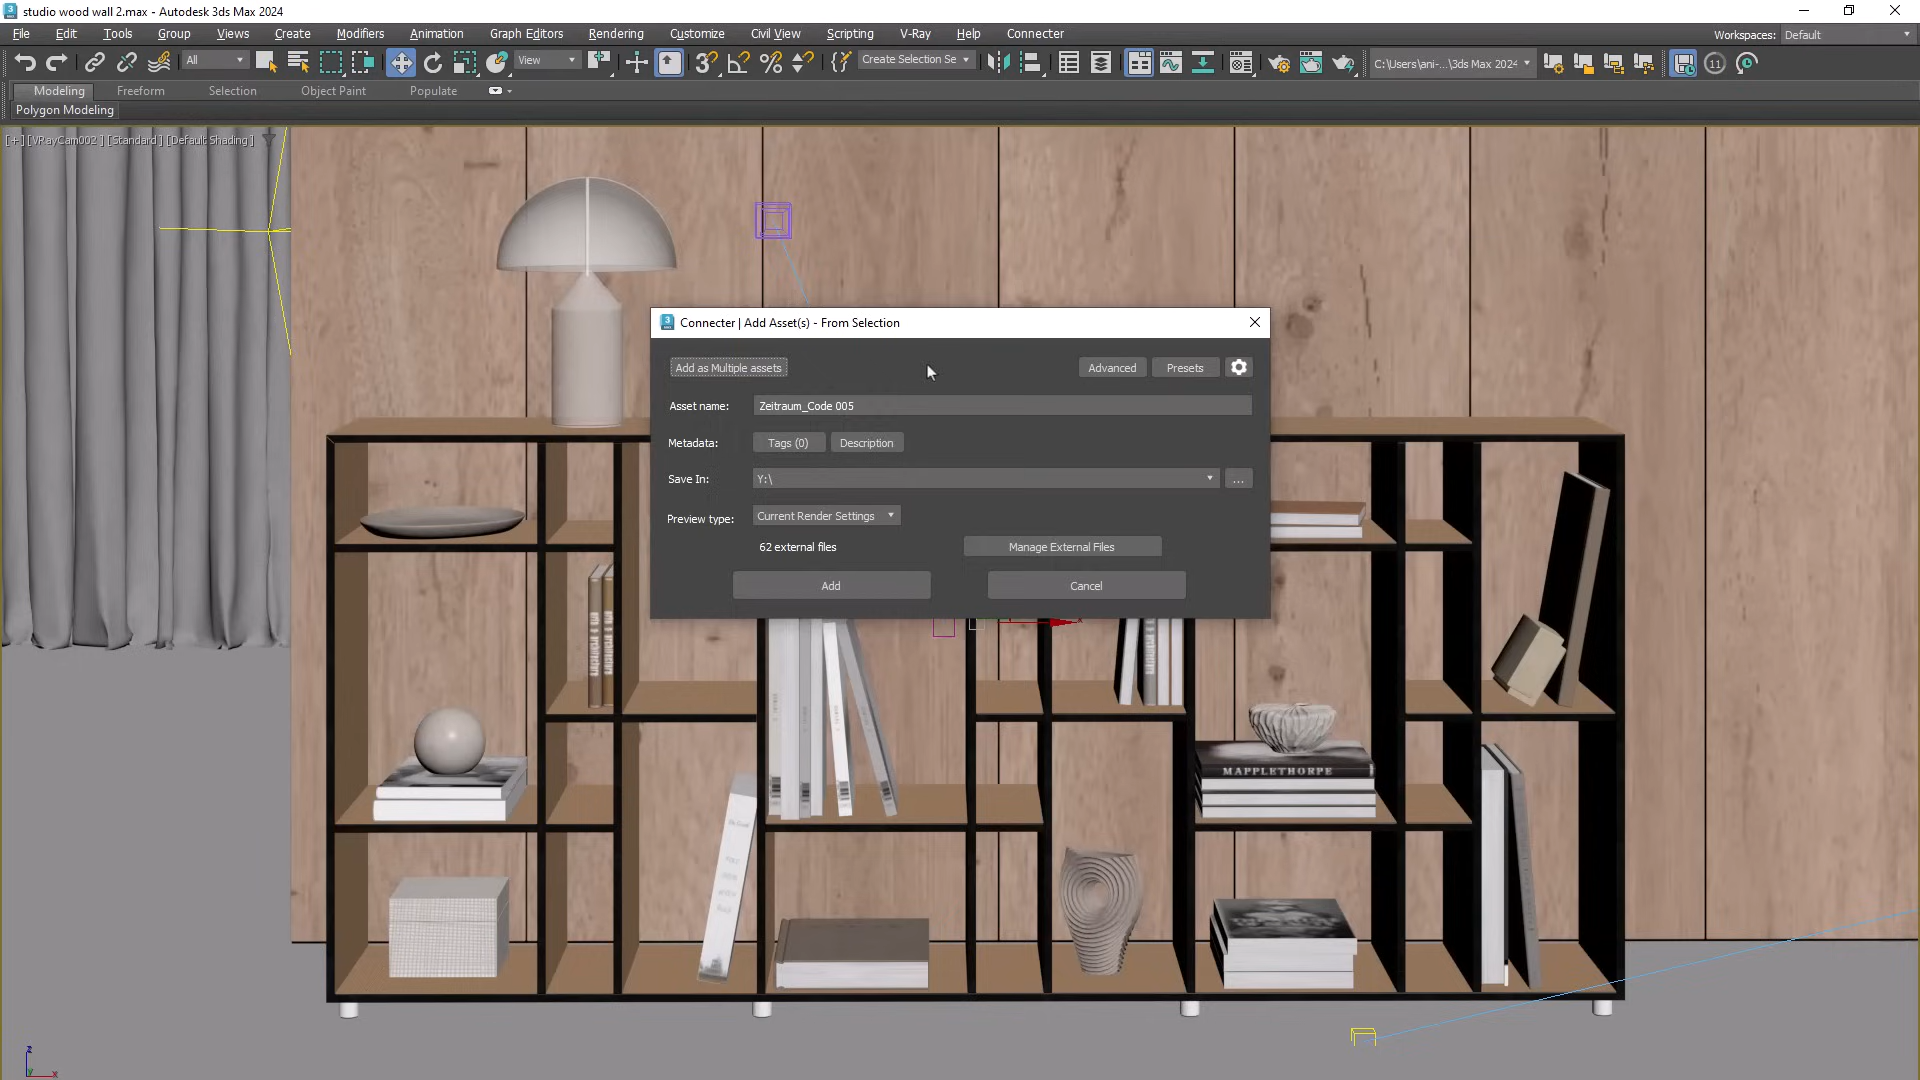 studio wood wall 2.max - Autodesk 3ds Max 2024
File Edit Tools Group Views Create Modifiers Animation Graph Editors Rendering Customize Civil View Scripting V-Ray Help Connecter
Workspaces: Default
All View Create Selection Se C:\Users\ani-...\3ds Max 2024 11
Modeling Freeform Selection Object Paint Populate
Polygon Modeling
[+] [VRayCam002] [Standard] [Default Shading]
Connecter | Add Asset(s) - From Selection
Add as Multiple assets Advanced Presets
Asset name: Zeitraum_Code 005
Metadata: Tags (0) Description
Save In: Y:\ ...
Preview type: Current Render Settings
62 external files Manage External Files
Add Cancel
MAPPLETHORPE
z
y x